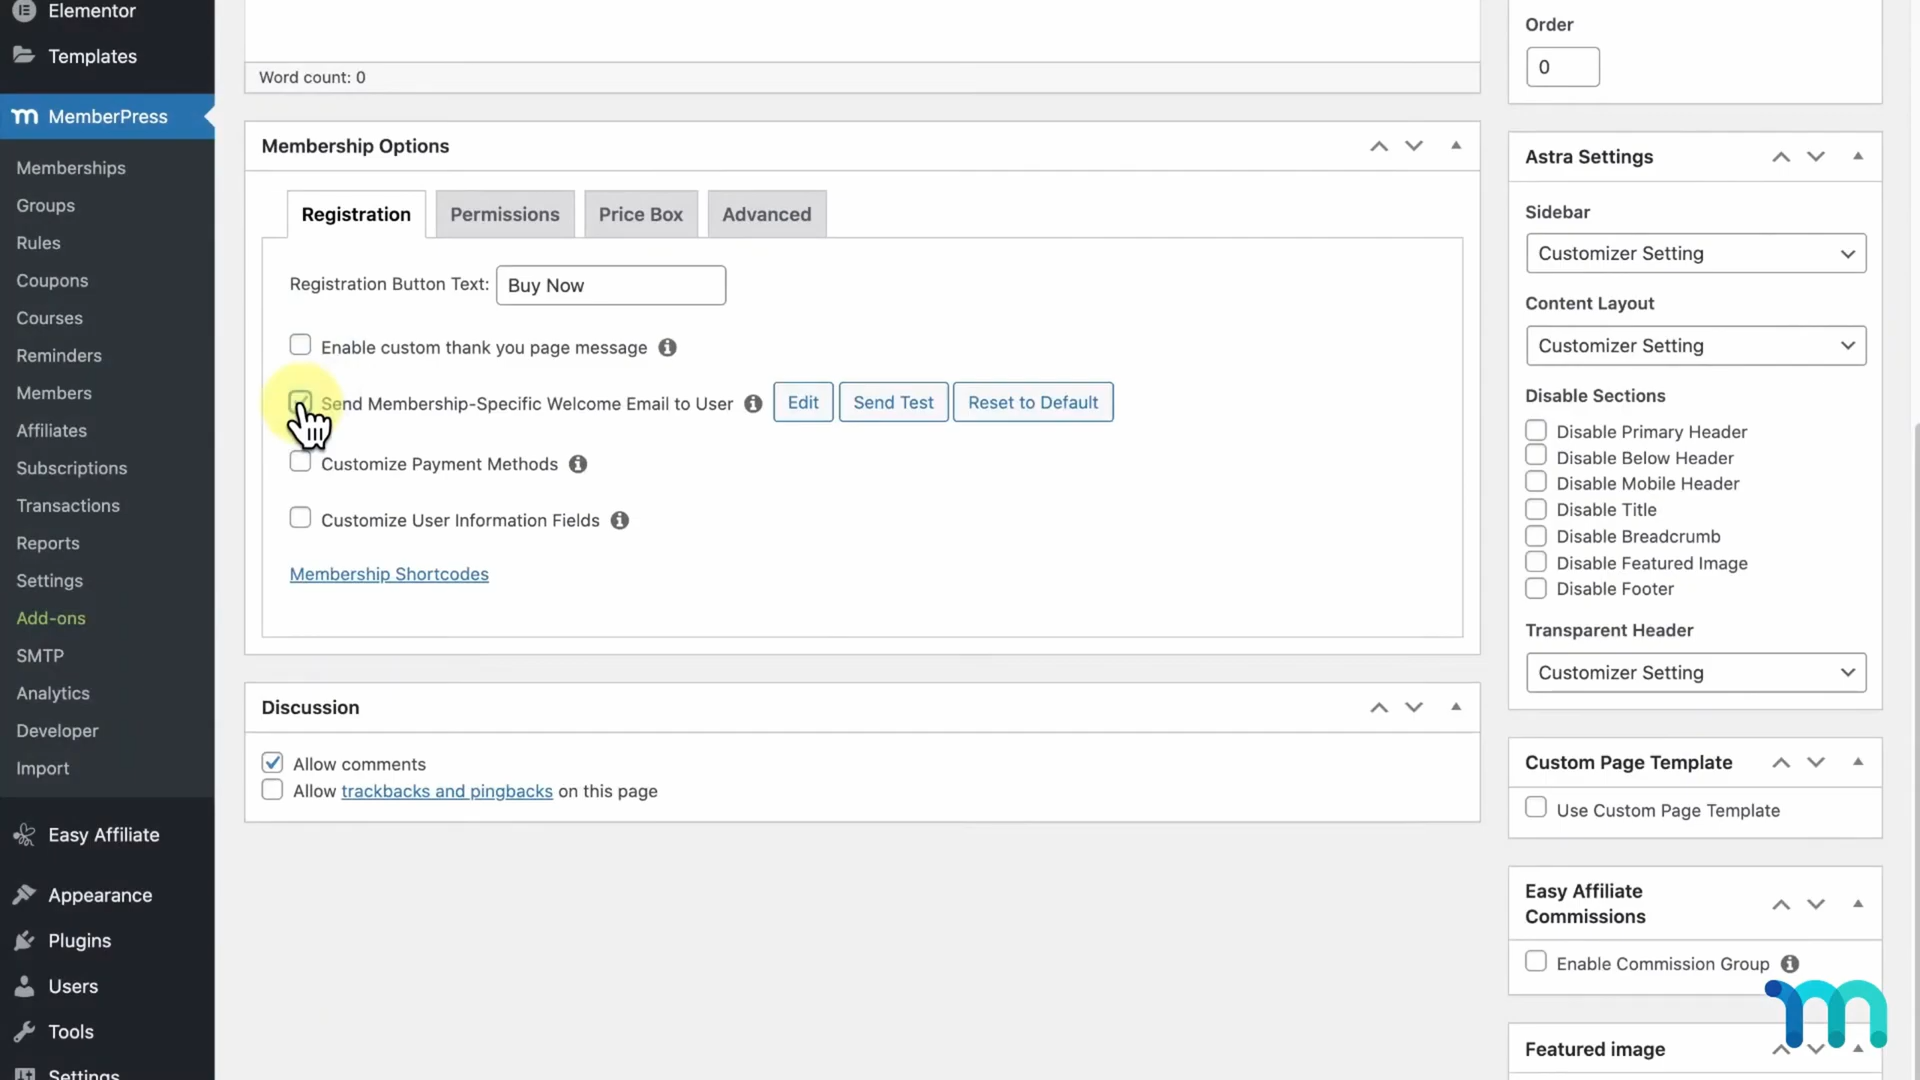 Elementor
Templates
MemberPress
Memberships
Groups
Rules
Coupons
Courses
Reminders
Members
Affiliates
Subscriptions
Transactions
Reports
Settings
Add-ons
SMTP
Analytics
Developer
Import
Easy Affiliate
Appearance
Plugins
Users
Tools
Settings
Word count: 0
Membership Options
Registration Permissions Price Box Advanced
Registration Button Text: Buy Now
Enable custom thank you page message
Send Membership-Specific Welcome Email to User Edit Send Test Reset to Default
Customize Payment Methods
Customize User Information Fields
Membership Shortcodes
Discussion
Allow comments
Allow trackbacks and pingbacks on this page
Order
0
Astra Settings
Sidebar
Customizer Setting
Content Layout
Customizer Setting
Disable Sections
Disable Primary Header
Disable Below Header
Disable Mobile Header
Disable Title
Disable Breadcrumb
Disable Featured Image
Disable Footer
Transparent Header
Customizer Setting
Custom Page Template
Use Custom Page Template
Easy Affiliate
Commissions
Enable Commission Group
Featured image